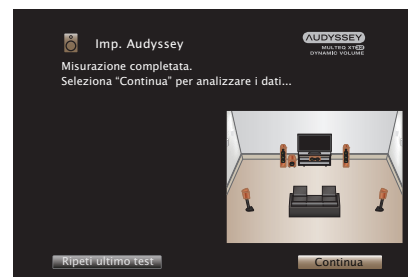 Imp. Audyssey
AUDYSSEY
MULTEQ XT32
DYNAMIC VOLUME
Misurazione completata.
Seleziona “Continua” per analizzare i dati...
Ripeti ultimo test
Continua